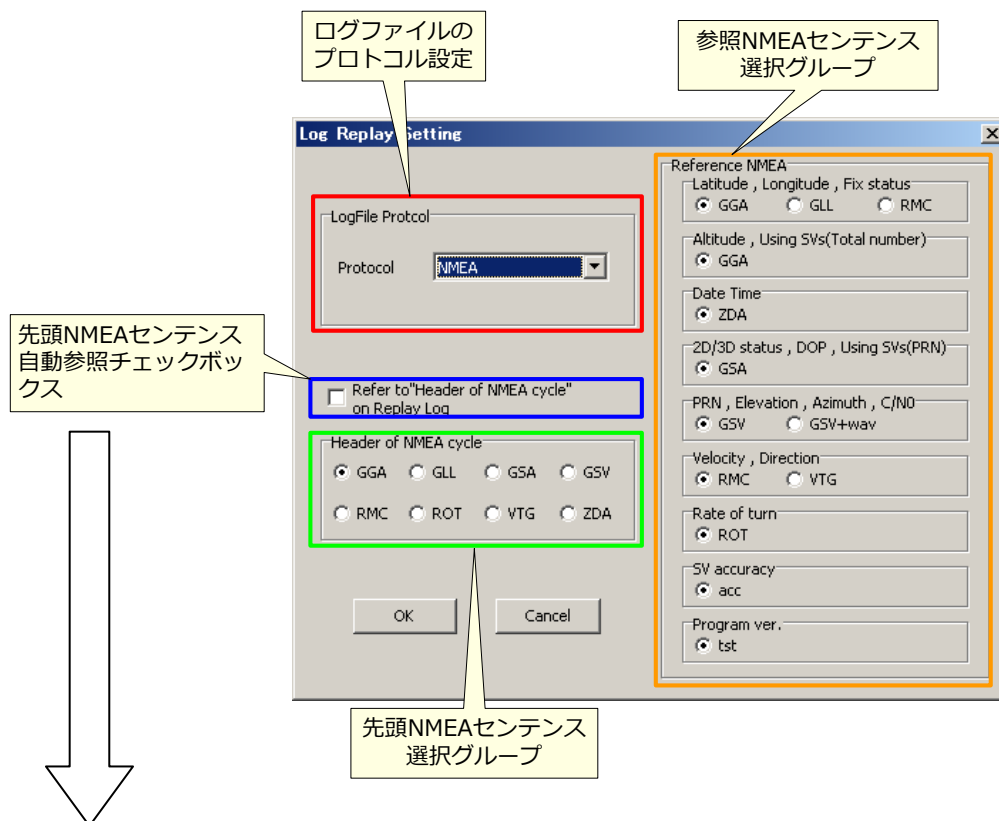 ログファイルの
プロトコル設定
参照NMEAセンテンス
選択グループ
Log Replay Setting
LogFile Protcol
Protocol NMEA
先頭NMEAセンテンス
自動参照チェックボッ
クス
Refer to"Header of NMEA cycle"
on Replay Log
Header of NMEA cycle
GGA GLL GSA GSV
RMC ROT VTG ZDA
OK Cancel
Reference NMEA
Latitude , Longitude , Fix status
GGA GLL RMC
Altitude , Using SVs(Total number)
GGA
Date Time
ZDA
2D/3D status , DOP , Using SVs(PRN)
GSA
PRN , Elevation , Azimuth , C/N0
GSV GSV+wav
Velocity , Direction
RMC VTG
Rate of turn
ROT
SV accuracy
acc
Program ver.
tst
先頭NMEAセンテンス
選択グループ